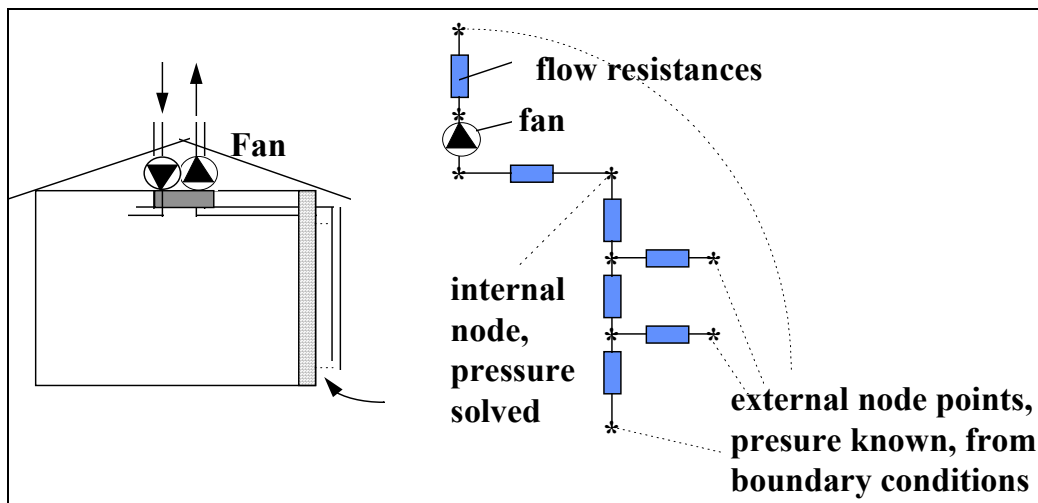 Fan
flow resistances
fan
internal
node,
pressure
solved
external node points,
presure known, from
boundary conditions